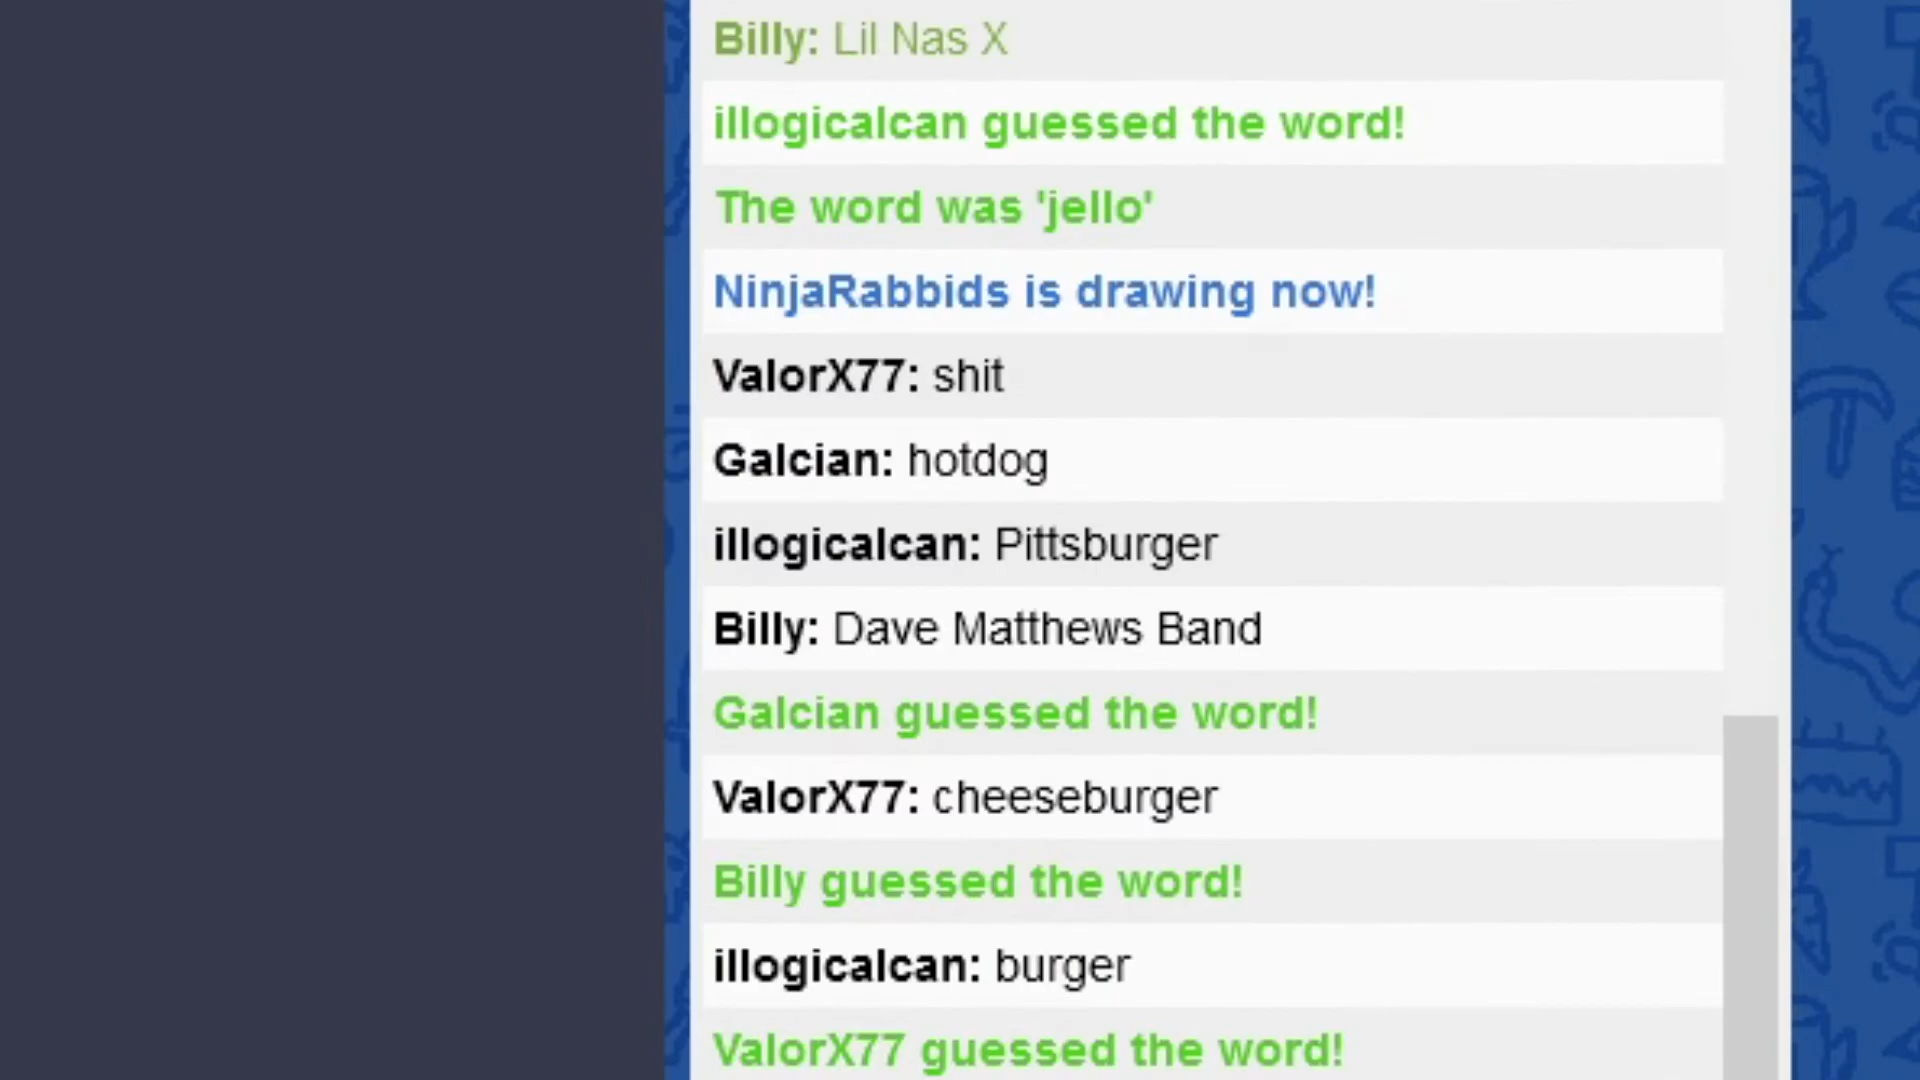 Billy: Lil Nas X
illogicalcan guessed the word!
The word was 'jello'
NinjaRabbids is drawing now!
ValorX77: shit
Galcian: hotdog
illogicalcan: Pittsburger
Billy: Dave Matthews Band
Galcian guessed the word!
ValorX77: cheeseburger
Billy guessed the word!
illogicalcan: burger
ValorX77 guessed the word!